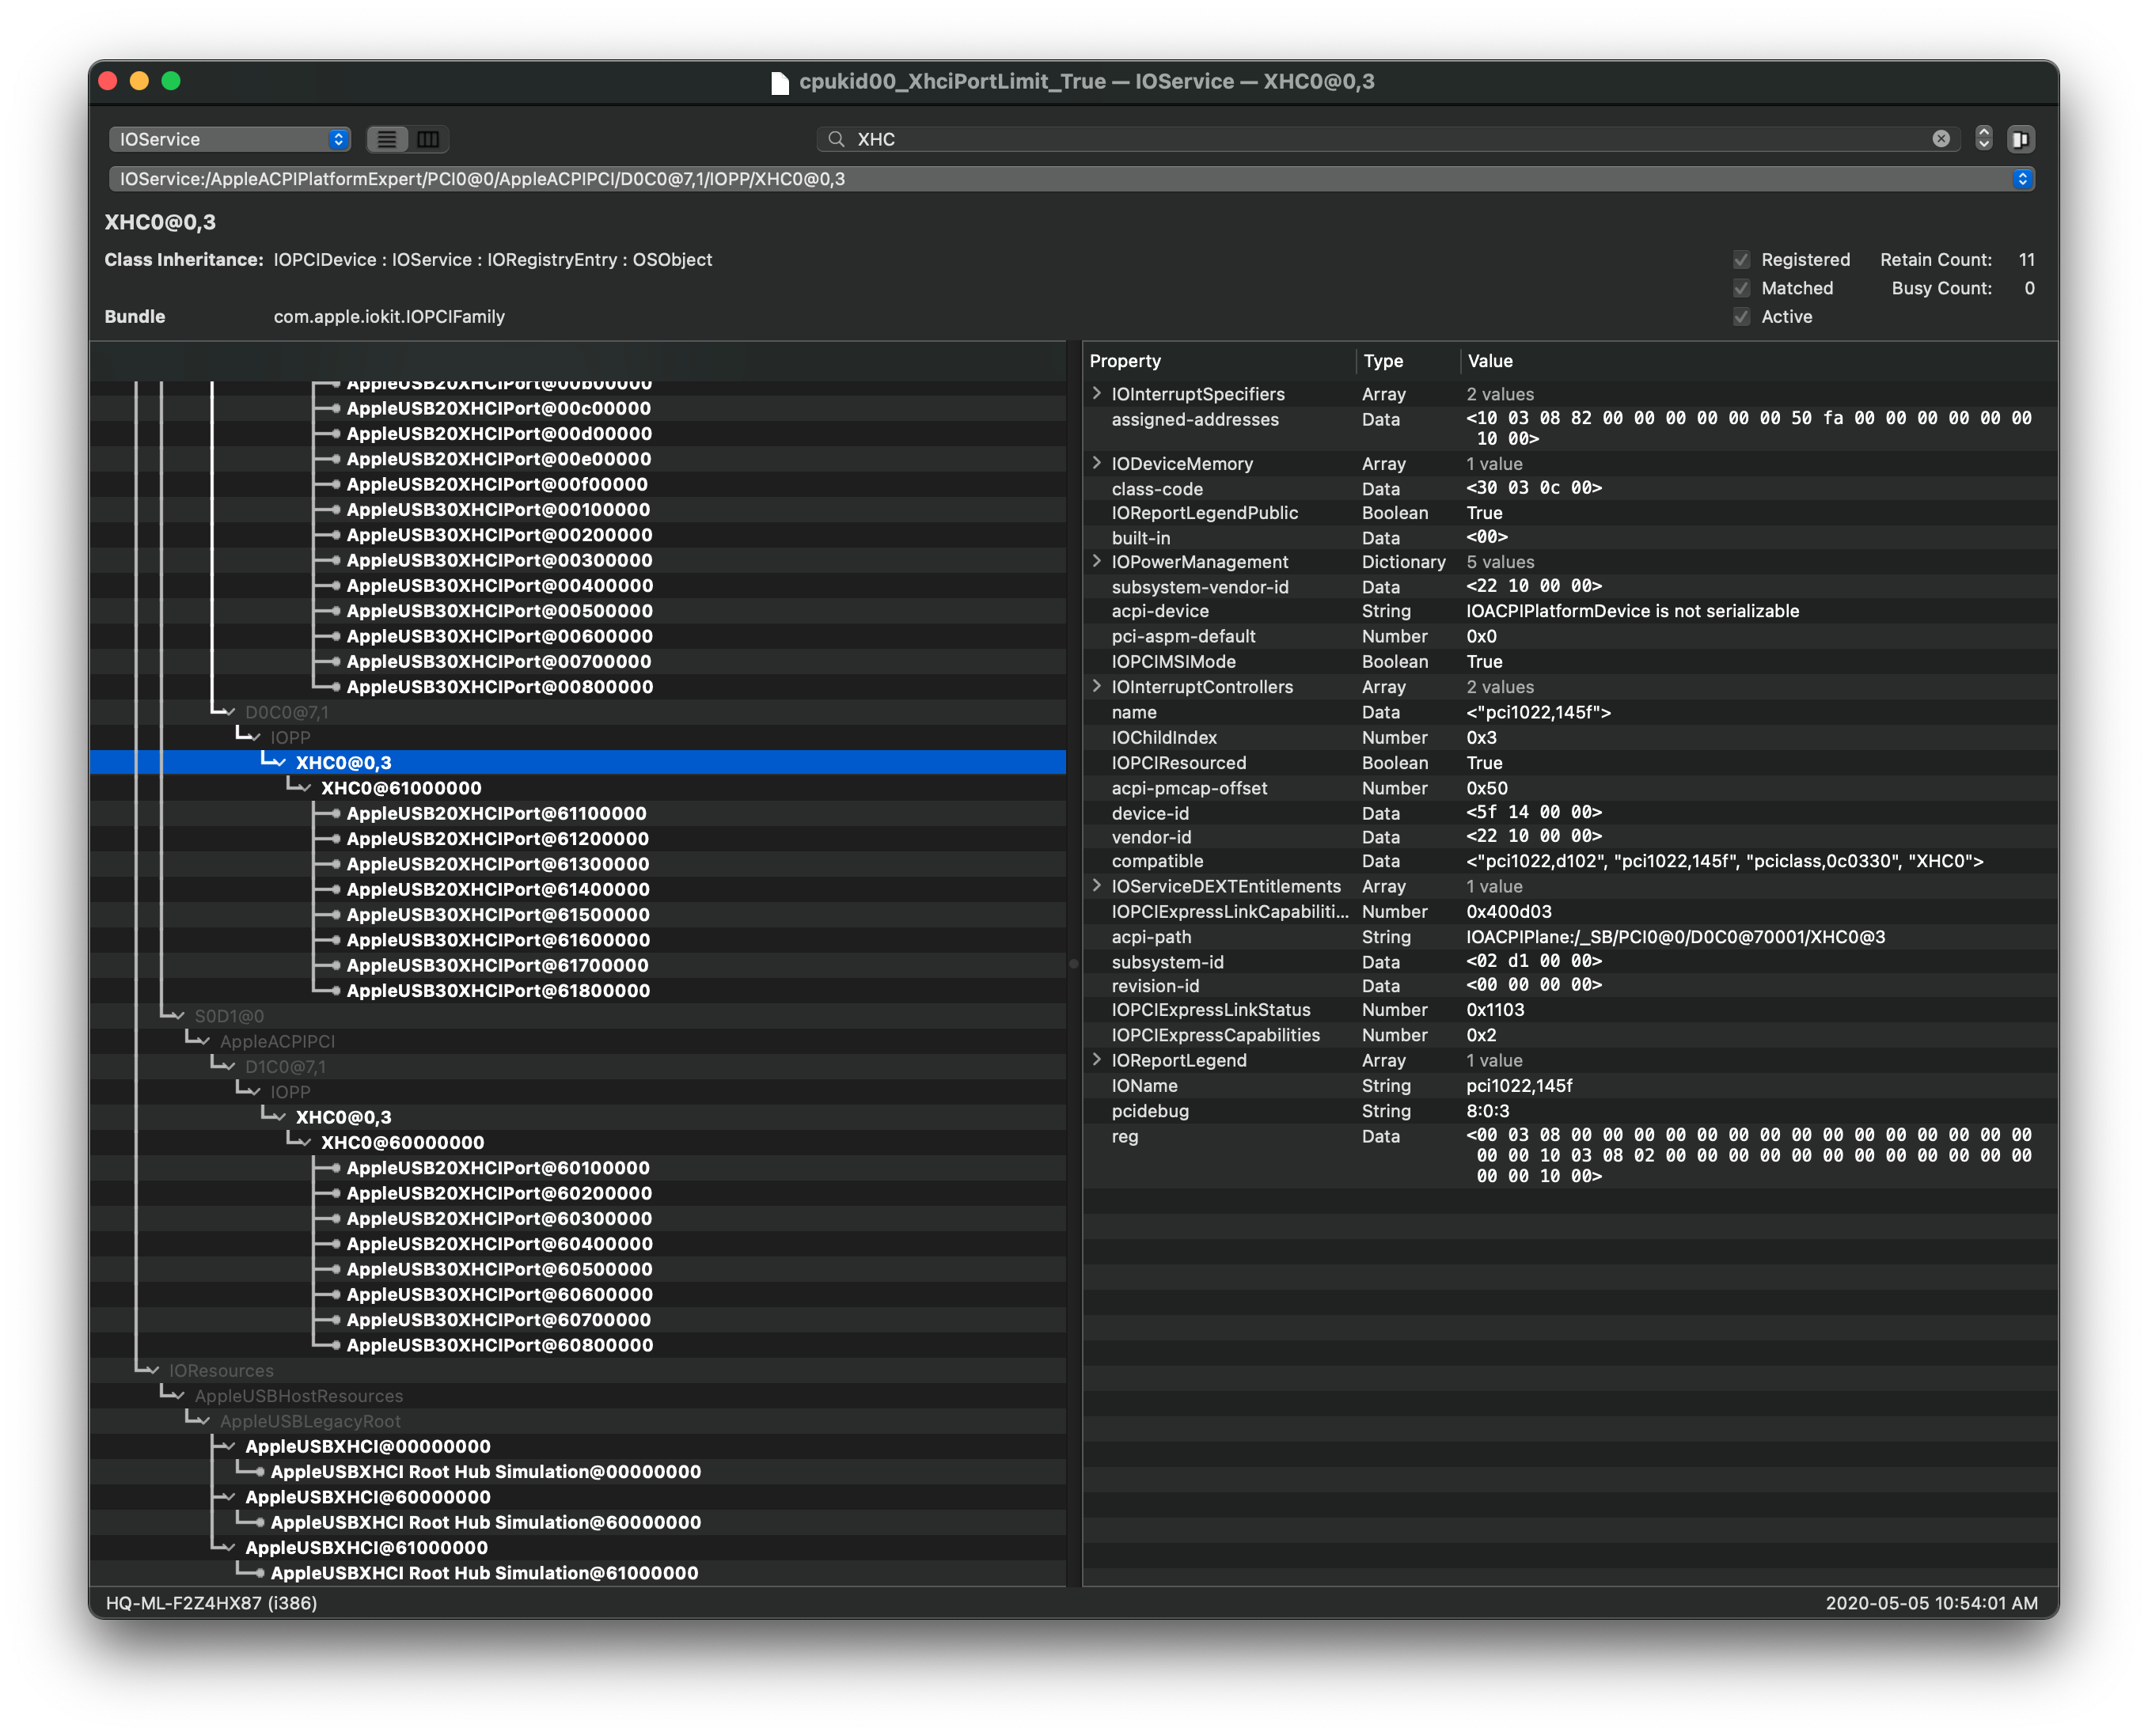 cpukid00_XhciPortLimit_True — IOService — XHC0@0,3
IOService
XHC
IOService:/AppleACPIPlatformExpert/PCI0@0/AppleACPIPCI/D0C0@7,1/IOPP/XHC0@0,3
XHC0@0,3
Class Inheritance: IOPCIDevice : IOService : IORegistryEntry : OSObject
Bundle com.apple.iokit.IOPCIFamily
Registered Retain Count: 11
Matched Busy Count: 0
Active
AppleUSB20XHCIPort@00b00000
AppleUSB20XHCIPort@00c00000
AppleUSB20XHCIPort@00d00000
AppleUSB20XHCIPort@00e00000
AppleUSB20XHCIPort@00f00000
AppleUSB30XHCIPort@00100000
AppleUSB30XHCIPort@00200000
AppleUSB30XHCIPort@00300000
AppleUSB30XHCIPort@00400000
AppleUSB30XHCIPort@00500000
AppleUSB30XHCIPort@00600000
AppleUSB30XHCIPort@00700000
AppleUSB30XHCIPort@00800000
D0C0@7,1
IOPP
XHC0@0,3
XHC0@61000000
AppleUSB20XHCIPort@61100000
AppleUSB20XHCIPort@61200000
AppleUSB20XHCIPort@61300000
AppleUSB20XHCIPort@61400000
AppleUSB30XHCIPort@61500000
AppleUSB30XHCIPort@61600000
AppleUSB30XHCIPort@61700000
AppleUSB30XHCIPort@61800000
S0D1@0
AppleACPIPCI
D1C0@7,1
IOPP
XHC0@0,3
XHC0@60000000
AppleUSB20XHCIPort@60100000
AppleUSB20XHCIPort@60200000
AppleUSB20XHCIPort@60300000
AppleUSB20XHCIPort@60400000
AppleUSB30XHCIPort@60500000
AppleUSB30XHCIPort@60600000
AppleUSB30XHCIPort@60700000
AppleUSB30XHCIPort@60800000
IOResources
AppleUSBHostResources
AppleUSBLegacyRoot
AppleUSBXHCI@00000000
AppleUSBXHCI Root Hub Simulation@00000000
AppleUSBXHCI@60000000
AppleUSBXHCI Root Hub Simulation@60000000
AppleUSBXHCI@61000000
AppleUSBXHCI Root Hub Simulation@61000000
Property Type Value
IOInterruptSpecifiers Array 2 values
assigned-addresses Data <10 03 08 82 00 00 00 00 00 00 50 fa 00 00 00 00 00 00
10 00>
IODeviceMemory Array 1 value
class-code Data <30 03 0c 00>
IOReportLegendPublic Boolean True
built-in Data <00>
IOPowerManagement Dictionary 5 values
subsystem-vendor-id Data <22 10 00 00>
acpi-device String IOACPIPlatformDevice is not serializable
pci-aspm-default Number 0x0
IOPCIMSIMode Boolean True
IOInterruptControllers Array 2 values
name Data <"pci1022,145f">
IOChildIndex Number 0x3
IOPCIResourced Boolean True
acpi-pmcap-offset Number 0x50
device-id Data <5f 14 00 00>
vendor-id Data <22 10 00 00>
compatible Data <"pci1022,d102", "pci1022,145f", "pciclass,0c0330", "XHC0">
IOServiceDEXTEntitlements Array 1 value
IOPCIExpressLinkCapabiliti... Number 0x400d03
acpi-path String IOACPIPlane:/_SB/PCI0@0/D0C0@70001/XHC0@3
subsystem-id Data <02 d1 00 00>
revision-id Data <00 00 00 00>
IOPCIExpressLinkStatus Number 0x1103
IOPCIExpressCapabilities Number 0x2
IOReportLegend Array 1 value
IOName String pci1022,145f
pcidebug String 8:0:3
reg Data <00 03 08 00 00 00 00 00 00 00 00 00 00 00 00 00 00 00
00 00 10 03 08 02 00 00 00 00 00 00 00 00 00 00 00 00
00 00 10 00>
HQ-ML-F2Z4HX87 (i386)
2020-05-05 10:54:01 AM